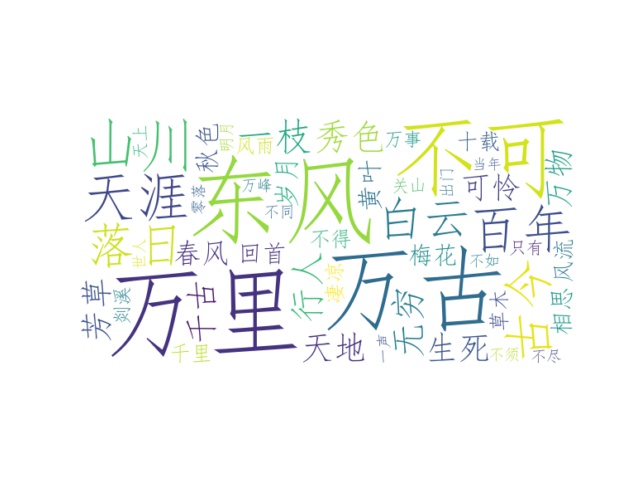 山川
天上
秋色
明月
风雨
一枝
秀色
万事
不可
十载
当年
万物
天涯
零落
东风
万峰
不同
岁月
黄叶
关山
出门
可怜
白云
百年
落日
世人
春风
回首
不得
行人
凄凉
梅花
不如
只有
风流
相思
芳草
剡溪
万里
千古
千里
万古
无穷
天地
一声
生死
草木
古今
不须
不尽